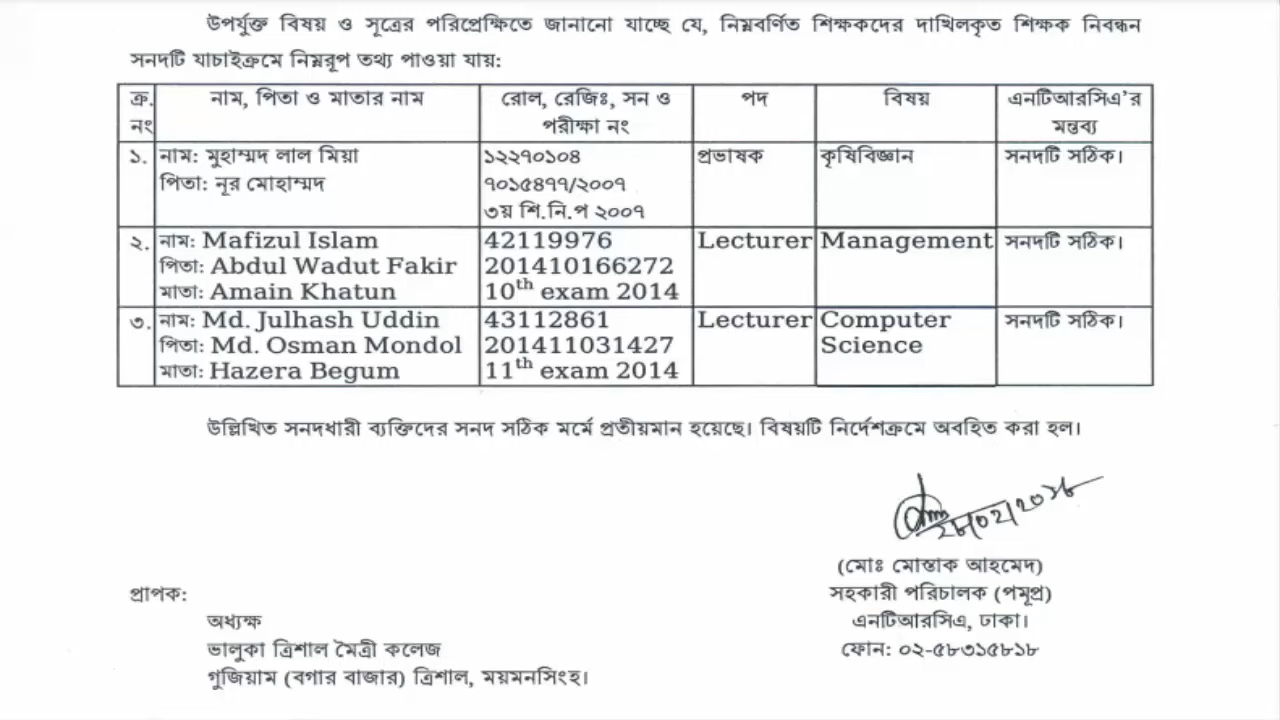 উপর্যুক্ত বিষয় ও সূত্রের পরিপ্রেক্ষিতে জানানো যাচ্ছে যে, নিম্নবর্ণিত শিক্ষকদের দাখিলকৃত শিক্ষক নিবন্ধন
সনদটি যাচাইক্রমে নিম্নরূপ তথ্য পাওয়া যায়:
ক্র. নাম, পিতা ও মাতার নাম রোল, রেজিঃ, সন ও পদ বিষয় এনটিআরসিএ’র
নং পরীক্ষা নং মন্তব্য
১. নাম: মুহাম্মদ লাল মিয়া ১২২৭০১০৪ প্রভাষক কৃষিবিজ্ঞান সনদটি সঠিক।
পিতা: নূর মোহাম্মদ ৭০১৫৪৭৭/২০০৭
৩য় শি.নি.প ২০০৭
২. নাম: Mafizul Islam 42119976 Lecturer Management সনদটি সঠিক।
পিতা: Abdul Wadut Fakir 201410166272
মাতা: Amain Khatun 10th exam 2014
৩. নাম: Md. Julhash Uddin 43112861 Lecturer Computer সনদটি সঠিক।
পিতা: Md. Osman Mondol 201411031427 Science
মাতা: Hazera Begum 11th exam 2014
উল্লিখিত সনদধারী ব্যক্তিদের সনদ সঠিক মর্মে প্রতীয়মান হয়েছে। বিষয়টি নির্দেশক্রমে অবহিত করা হল।
(মোঃ মোস্তাক আহমেদ)
সহকারী পরিচালক (পমূপ্র)
এনটিআরসিএ, ঢাকা।
ফোন: ০২-৫৮৩১৫৮১৮
প্রাপক:
অধ্যক্ষ
ভালুকা ত্রিশাল মৈত্রী কলেজ
গুজিয়াম (বগার বাজার) ত্রিশাল, ময়মনসিংহ।